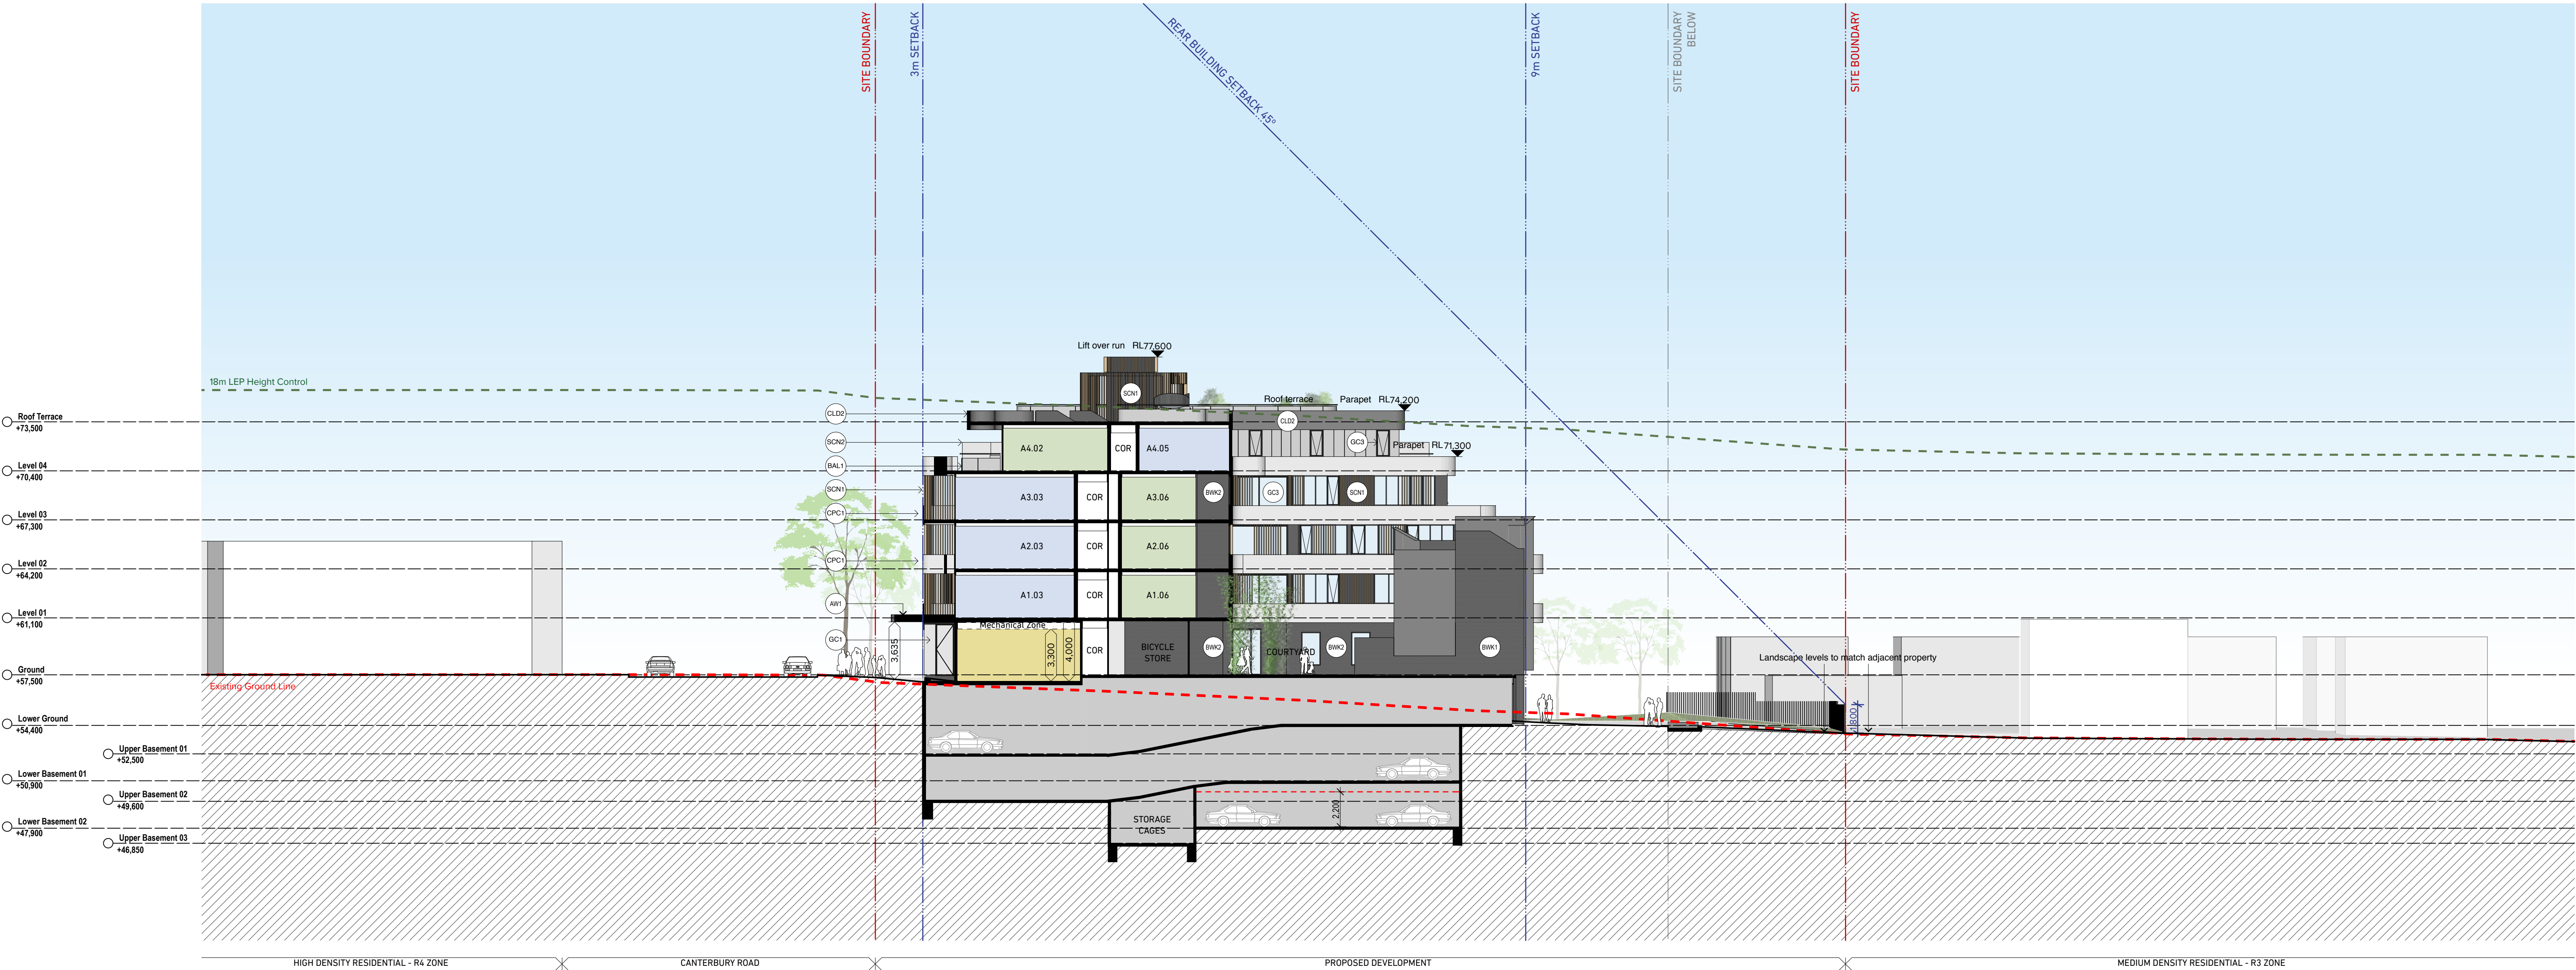 SITE BOUNDARY
3m SETBACK
REAR BUILDING SETBACK 45º
9m SETBACK
SITE BOUNDARY
BELOW
SITE BOUNDARY
Lift over run RL77,600
18m LEP Height Control
SCN1
Roof terrace
Parapet RL74,200
Roof Terrace
+73,500
CLD2
CLD2
SCN2
A4.02
COR
A4.05
GC3
Parapet RL71,300
Level 04
+70,400
BAL1
SCN1
A3.03
COR
A3.06
BWK2
GC3
SCN1
Level 03
+67,300
CPC1
A2.03
COR
A2.06
Level 02
+64,200
CPC1
A1.03
COR
A1.06
AW1
Level 01
+61,100
Mechanical Zone
GC1
3,635
3,300
4,000
COR
BICYCLE
STORE
BWK2
COURTYARD
BWK2
BWK1
Landscape levels to match adjacent property
Ground
+57,500
Existing Ground Line
1,800
Lower Ground
+54,400
Upper Basement 01
+52,500
Lower Basement 01
+50,900
Upper Basement 02
+49,600
2,200
Lower Basement 02
+47,900
STORAGE
CAGES
Upper Basement 03
+46,850
HIGH DENSITY RESIDENTIAL - R4 ZONE
CANTERBURY ROAD
PROPOSED DEVELOPMENT
MEDIUM DENSITY RESIDENTIAL - R3 ZONE